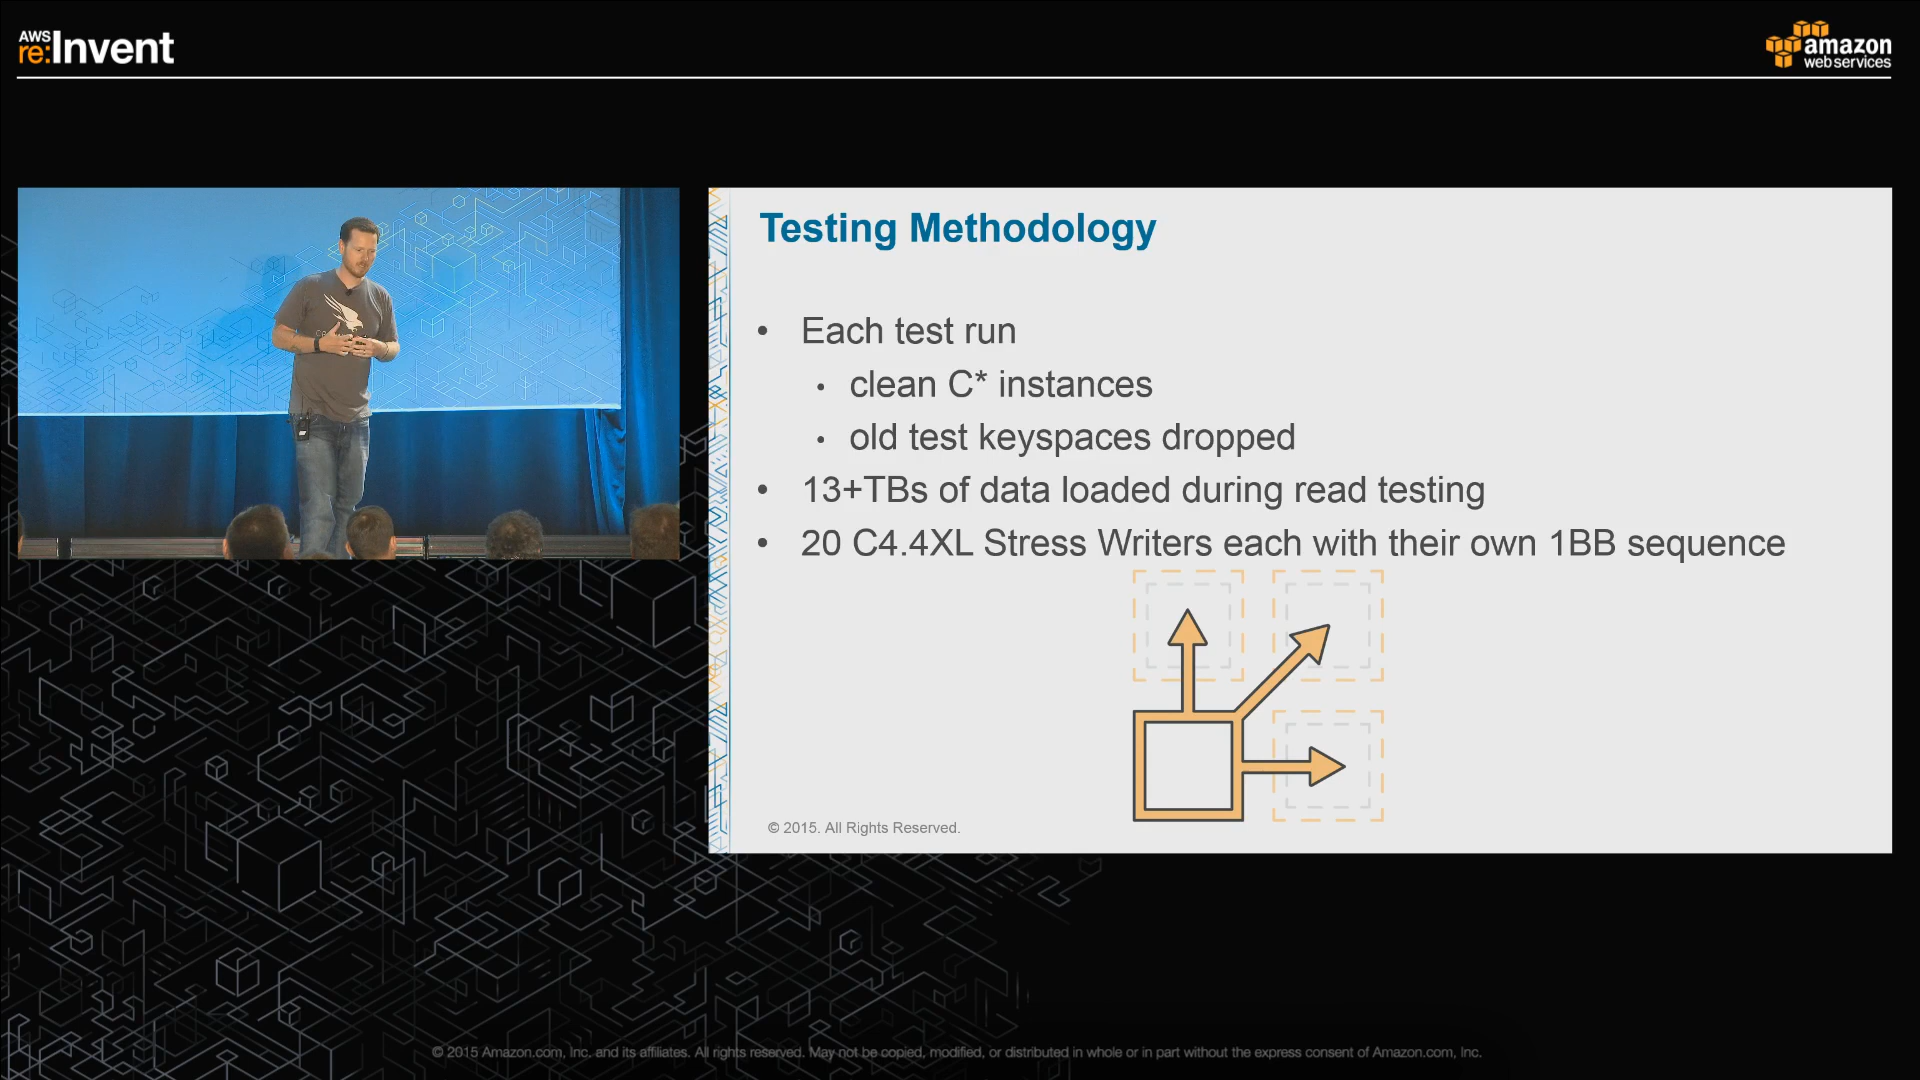 AWS
re:Invent
amazon
web services
Testing Methodology
• Each test run
• clean C* instances
• old test keyspaces dropped
• 13+TBs of data loaded during read testing
• 20 C4.4XL Stress Writers each with their own 1BB sequence
© 2015. All Rights Reserved.
© 2015 Amazon.com, Inc. and its affiliates. All rights reserved. May not be copied, modified, or distributed in whole or in part without the express consent of Amazon.com, Inc.